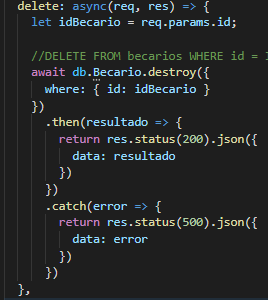 delete: async(req, res) => {
let idBecario = req.params.id;
//DELETE FROM becarios WHERE id =
await db.Becario.destroy({
where: { id: idBecario }
})
.then(resultado => {
return res.status(200).json({
data: resultado
})
})
.catch(error => {
return res.status(500).json({
data: error
})
})
},